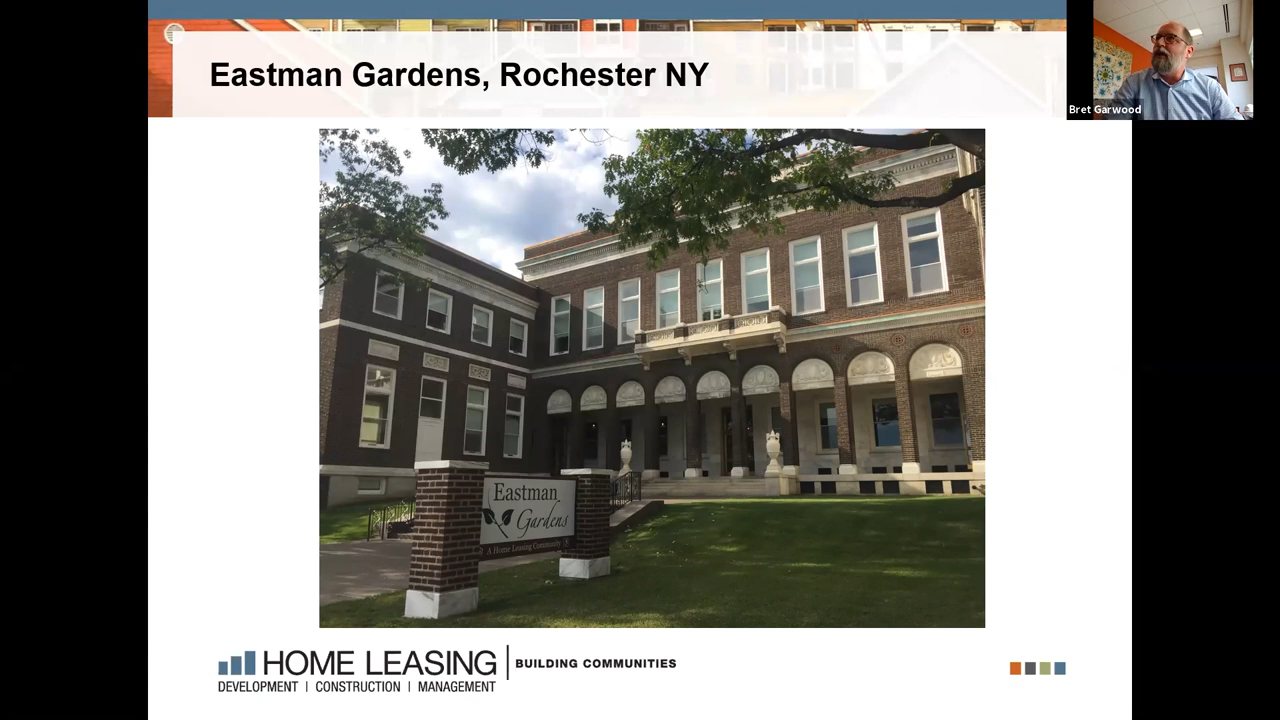 Eastman Gardens, Rochester NY
Bret Garwood
Eastman
Gardens
A Home Leasing Community
HOME LEASING
BUILDING COMMUNITIES
DEVELOPMENT | CONSTRUCTION | MANAGEMENT